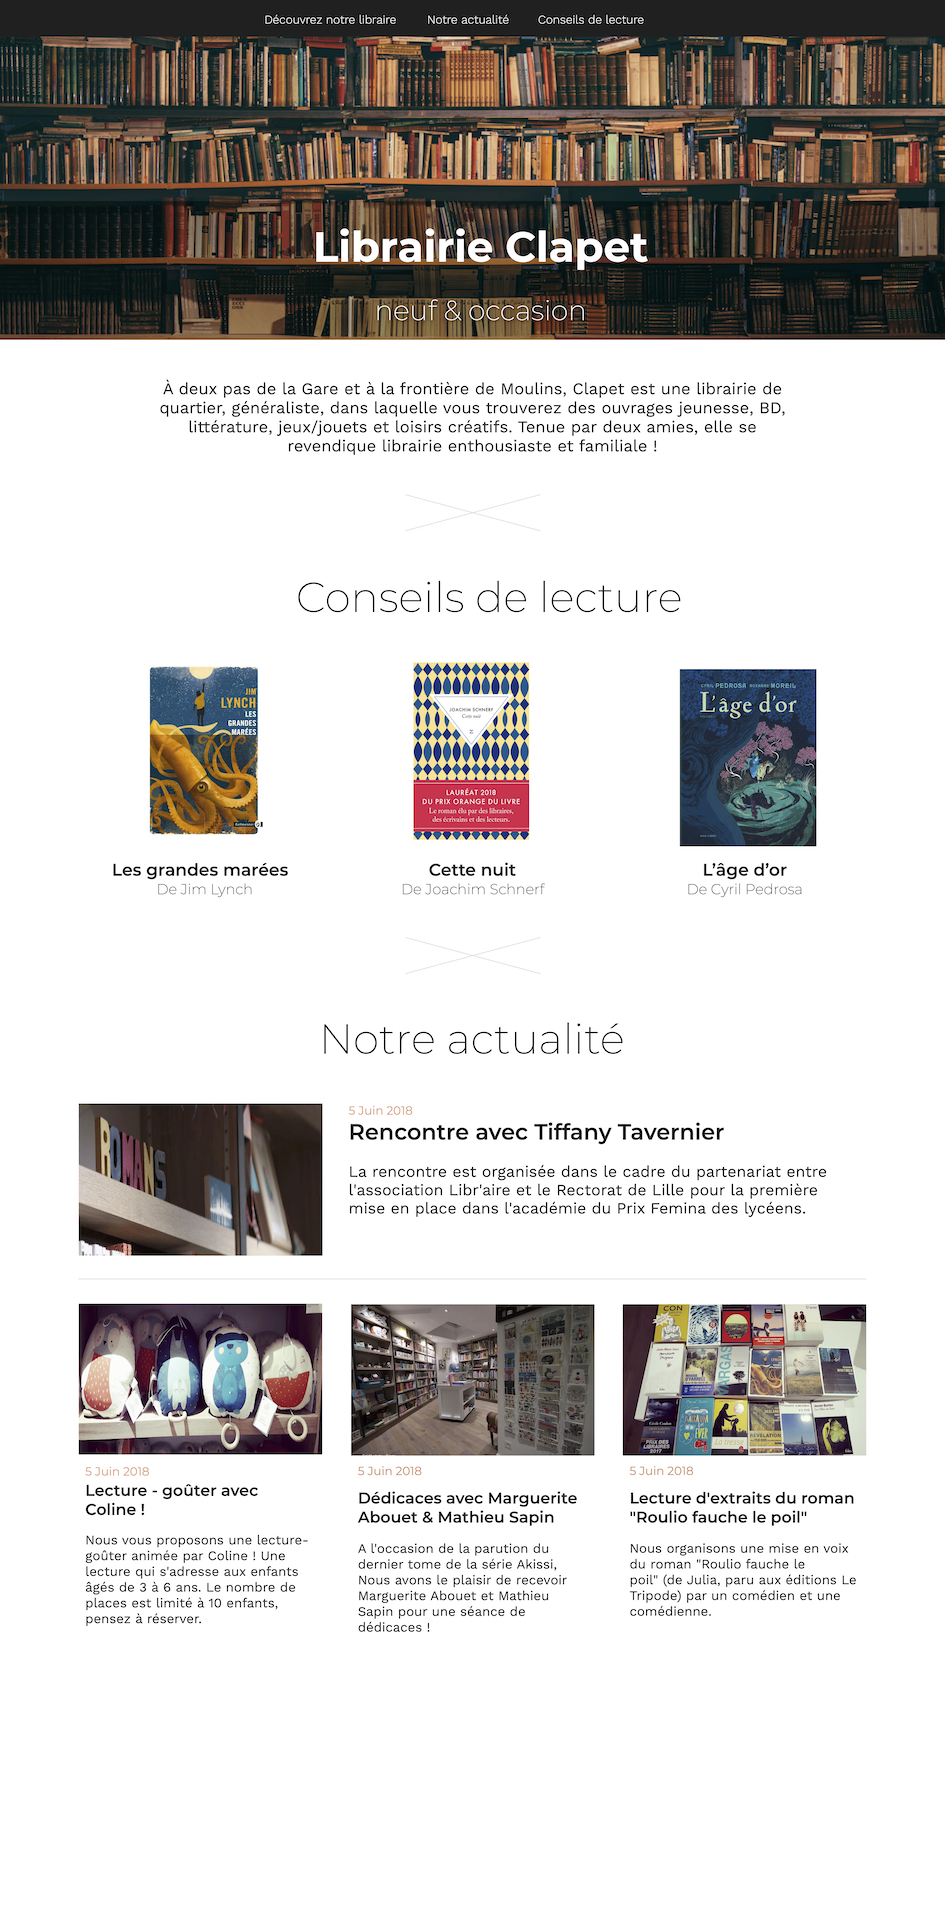 Découvrez notre libraire
Notre actualité
Conseils de lecture
Librairie Clapet
neuf & occasion
À deux pas de la Gare et à la frontière de Moulins, Clapet est une librairie de
quartier, généraliste, dans laquelle vous trouverez des ouvrages jeunesse, BD,
littérature, jeux/jouets et loisirs créatifs. Tenue par deux amies, elle se
revendique librairie enthousiaste et familiale !
Conseils de lecture
JIM
LYNCH
LES
GRANDES
MARÉES
JOACHIM SCHNERF
Cette nuit
LAURÉAT 2018
DU PRIX ORANGE DU LIVRE
Le roman élu par des libraires,
des écrivains et des lecteurs.
CYRIL PEDROSA ROXANNE MOREIL
L'âge d'or
Les grandes marées
De Jim Lynch
Cette nuit
De Joachim Schnerf
L’âge d’or
De Cyril Pedrosa
Notre actualité
ROMANS
5 Juin 2018
Rencontre avec Tiffany Tavernier
La rencontre est organisée dans le cadre du partenariat entre
l'association Libr'aire et le Rectorat de Lille pour la première
mise en place dans l'académie du Prix Femina des lycéens.
5 Juin 2018
Lecture - goûter avec
Coline !
Nous vous proposons une lecture-
goûter animée par Coline ! Une
lecture qui s'adresse aux enfants
âgés de 3 à 6 ans. Le nombre de
places est limité à 10 enfants,
pensez à réserver.
5 Juin 2018
Dédicaces avec Marguerite
Abouet & Mathieu Sapin
A l'occasion de la parution du
dernier tome de la série Akissi,
Nous avons le plaisir de recevoir
Marguerite Abouet et Mathieu
Sapin pour une séance de
dédicaces !
CON
VARGAS
PRIX DES
LIBRAIRES
2017
EVER
RÉVÉLATION
5 Juin 2018
Lecture d'extraits du roman
"Roulio fauche le poil"
Nous organisons une mise en voix
du roman "Roulio fauche le
poil" (de Julia, paru aux éditions Le
Tripode) par un comédien et une
comédienne.